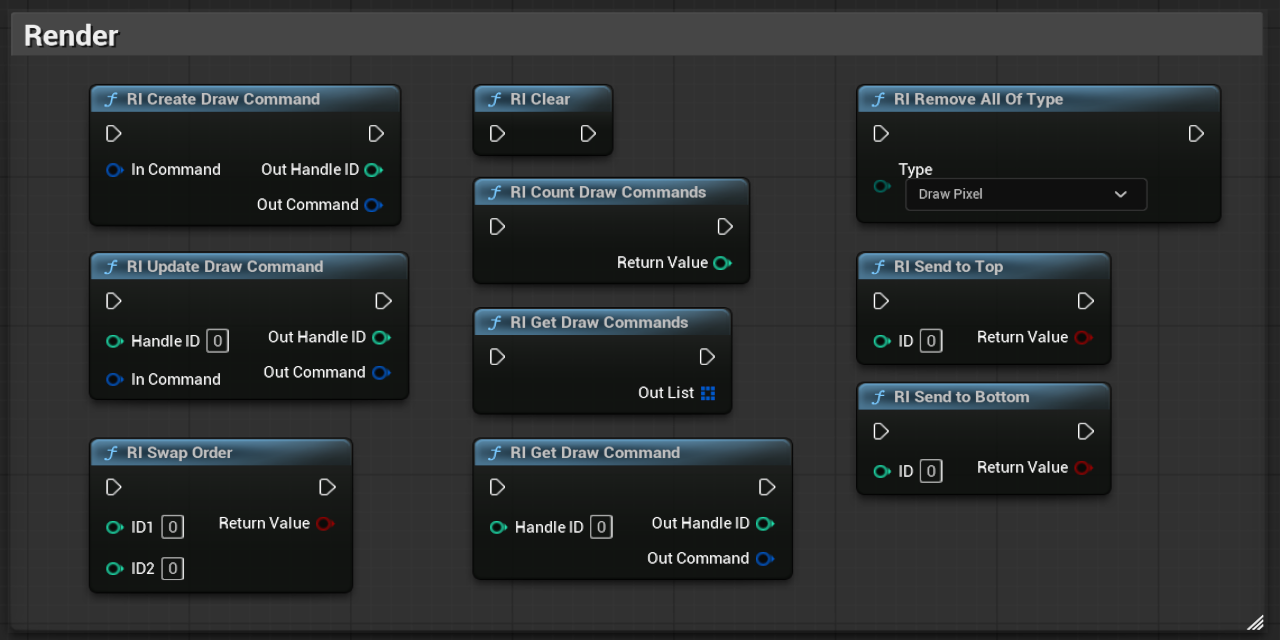 Render
RI Create Draw Command
In Command Out Handle ID
Out Command
RI Update Draw Command
Handle ID 0 Out Handle ID
In Command Out Command
RI Swap Order
ID1 0 Return Value
ID2 0
RI Clear
RI Count Draw Commands
Return Value
RI Get Draw Commands
Out List
RI Get Draw Command
Handle ID 0 Out Handle ID
Out Command
RI Remove All Of Type
Type
Draw Pixel
RI Send to Top
ID 0 Return Value
RI Send to Bottom
ID 0 Return Value